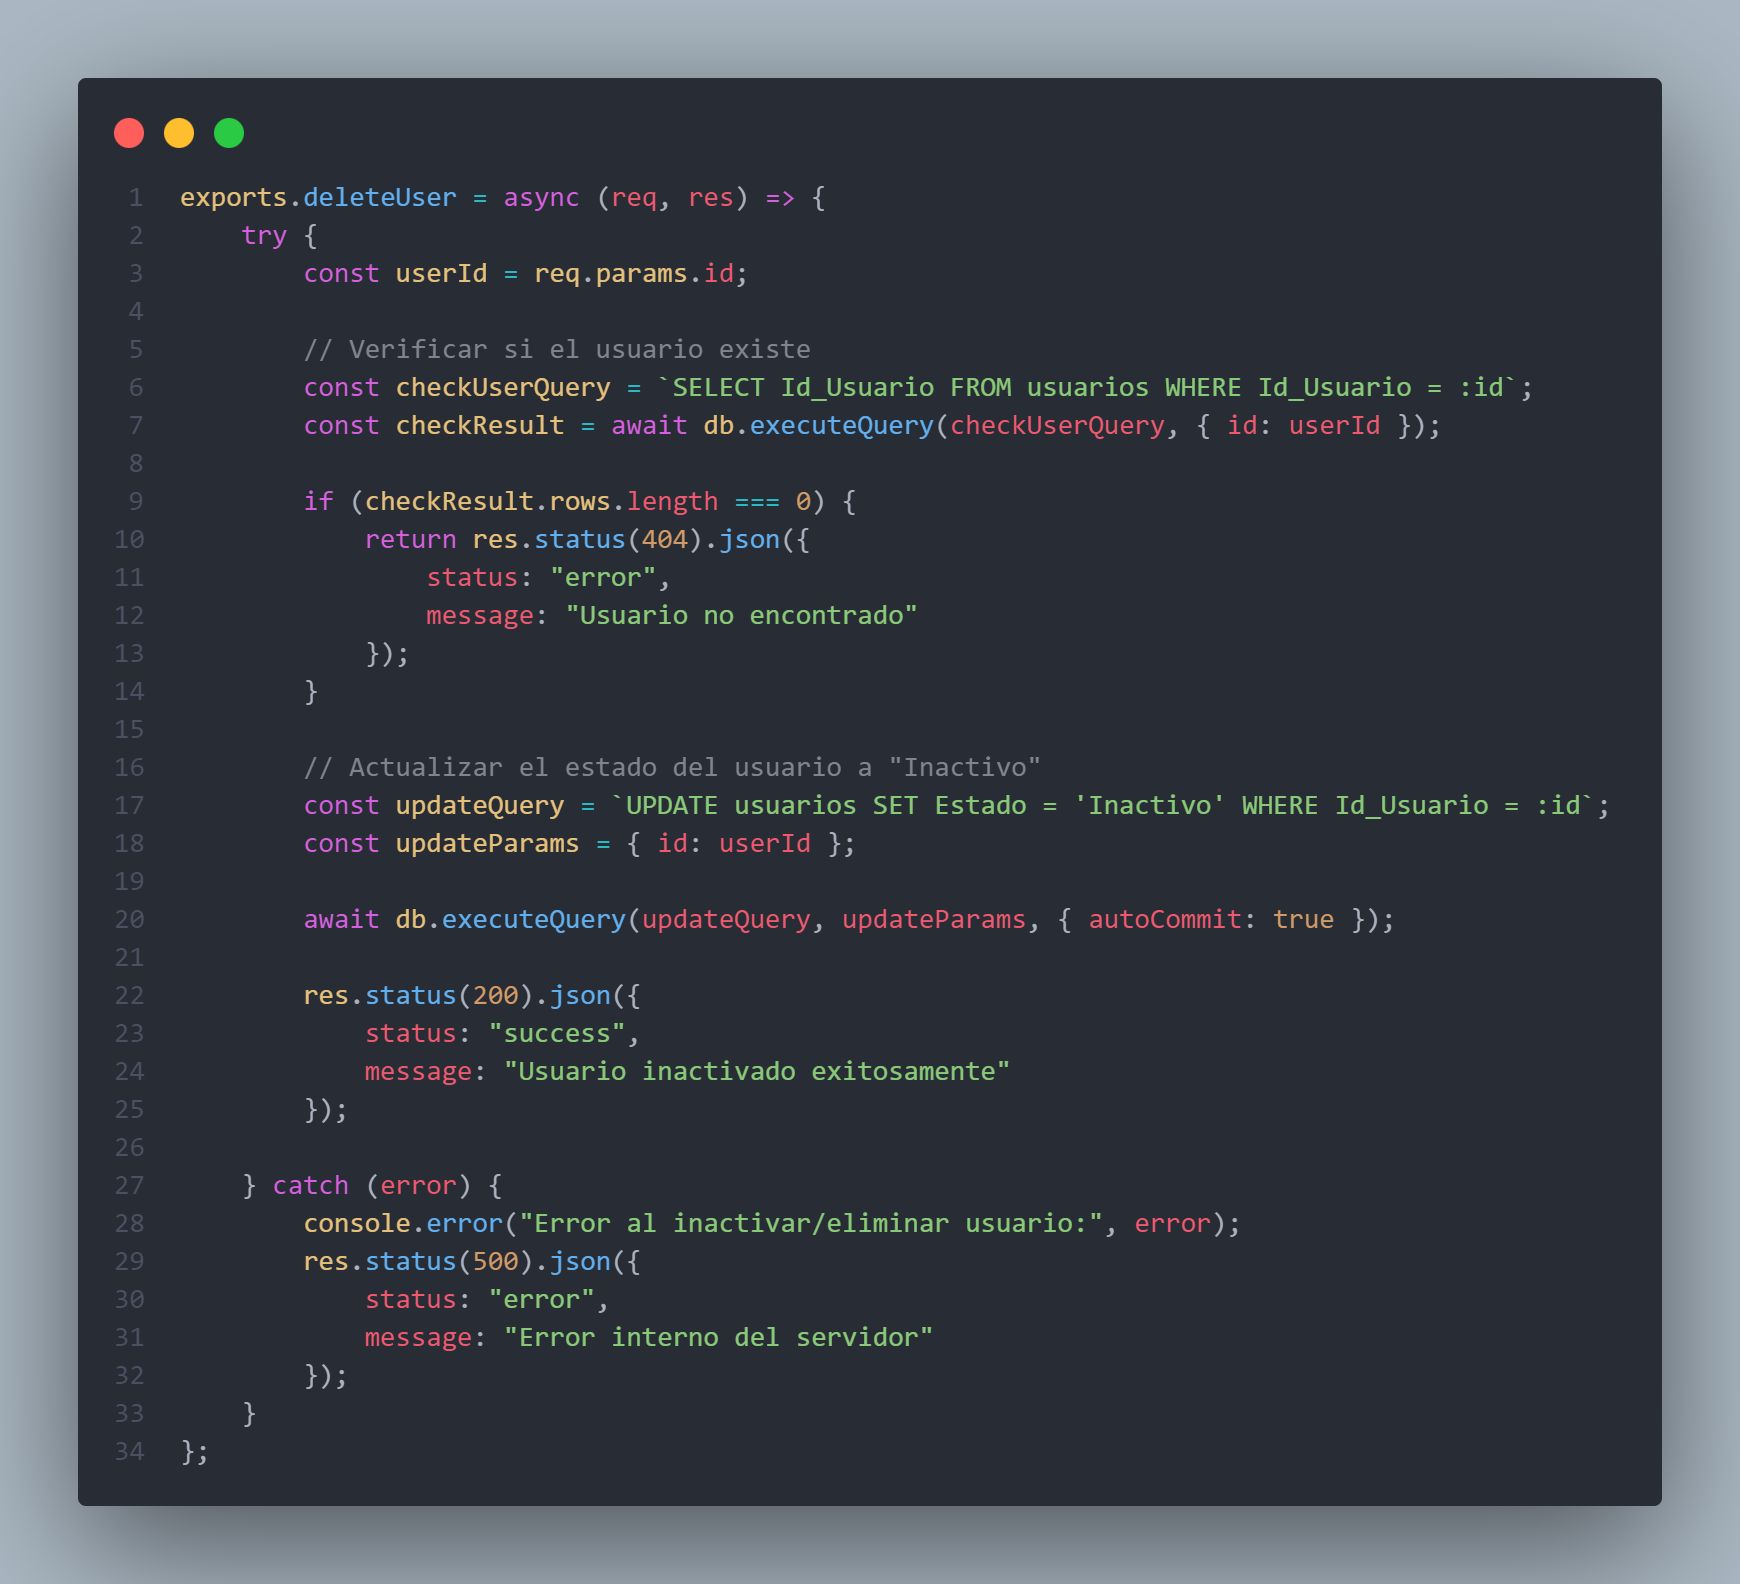 1 exports.deleteUser = async (req, res) => {
2     try {
3         const userId = req.params.id;
4
5         // Verificar si el usuario existe
6         const checkUserQuery = `SELECT Id_Usuario FROM usuarios WHERE Id_Usuario = :id`;
7         const checkResult = await db.executeQuery(checkUserQuery, { id: userId });
8
9         if (checkResult.rows.length === 0) {
10             return res.status(404).json({
11                 status: "error",
12                 message: "Usuario no encontrado"
13             });
14         }
15
16         // Actualizar el estado del usuario a "Inactivo"
17         const updateQuery = `UPDATE usuarios SET Estado = 'Inactivo' WHERE Id_Usuario = :id`;
18         const updateParams = { id: userId };
19
20         await db.executeQuery(updateQuery, updateParams, { autoCommit: true });
21
22         res.status(200).json({
23             status: "success",
24             message: "Usuario inactivado exitosamente"
25         });
26
27     } catch (error) {
28         console.error("Error al inactivar/eliminar usuario:", error);
29         res.status(500).json({
30             status: "error",
31             message: "Error interno del servidor"
32         });
33     }
34 };